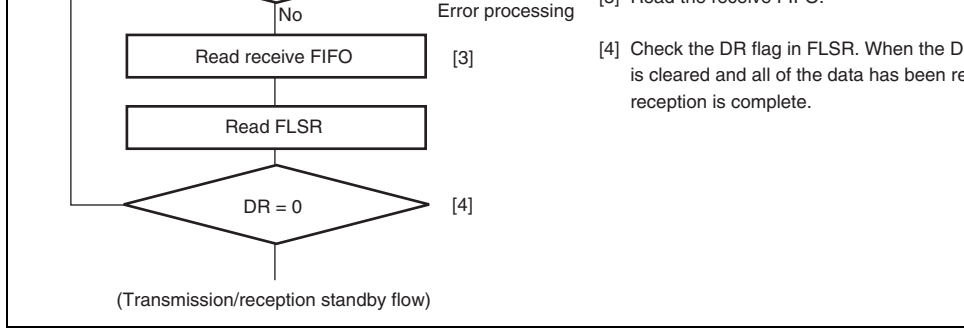 No
Error processing
Read receive FIFO
[3]
Read FLSR
DR = 0
[4]
(Transmission/reception standby flow)
[3] Read the receive FIFO.
[4] Check the DR flag in FLSR. When the
is cleared and all of the data has been
reception is complete.